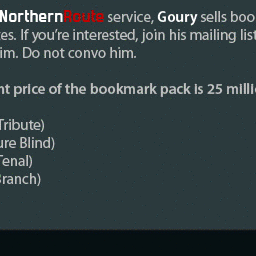 NorthernRoute service, Goury sells boo
es. If you're interested, join his mailing list
im. Do not convo him.
nt price of the bookmark pack is 25 milli
Tribute)
ure Blind)
Tenal)
Branch)